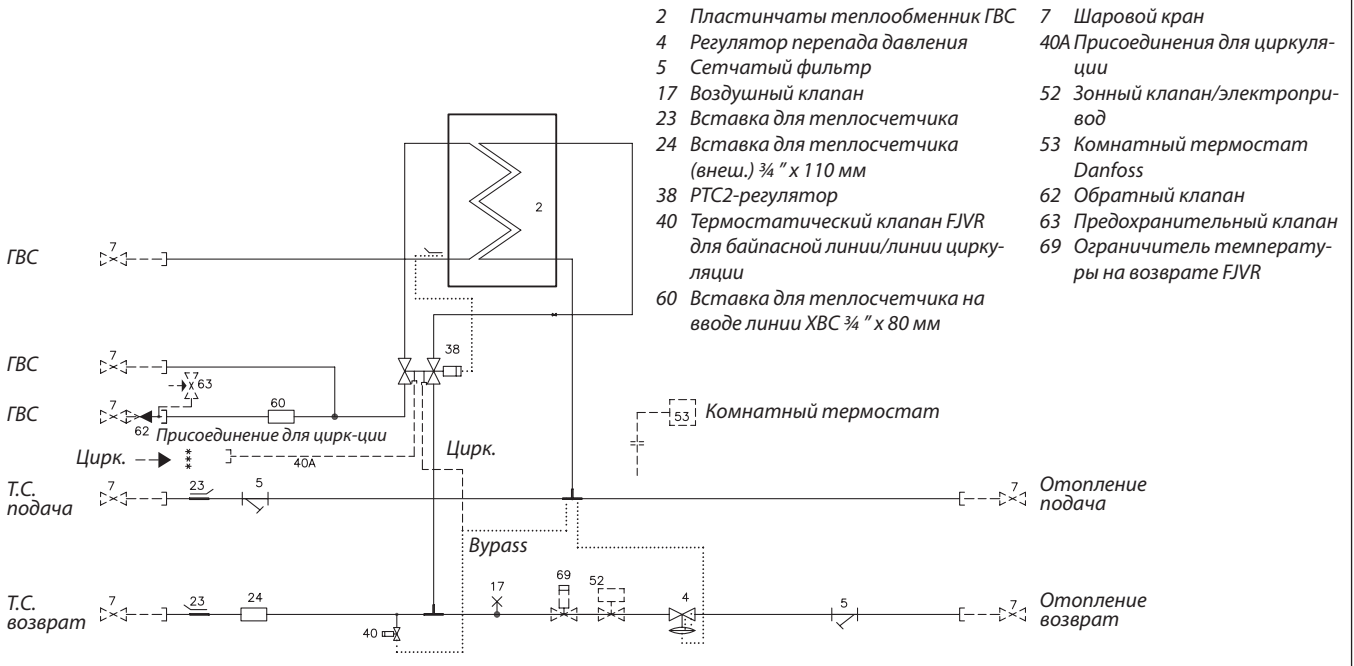 2 Пластинчаты теплообменник ГВС
4 Регулятор перепада давления
5 Сетчатый фильтр
17 Воздушный клапан
23 Вставка для теплосчетчика
24 Вставка для теплосчетчика
(внеш.) ¾ " x 110 мм
38 РТС2-регулятор
40 Термостатический клапан FJVR
для байпасной линии/линии цирку-
ляции
60 Вставка для теплосчетчика на
вводе линии ХВС ¾ " x 80 мм
7 Шаровой кран
40А Присоединения для циркуля-
ции
52 Зонный клапан/электропри-
вод
53 Комнатный термостат
Danfoss
62 Обратный клапан
63 Предохранительный клапан
69 Ограничитель температу-
ры на возврате FJVR
2
ГВС
7
38
ГВС
7
63
ГВС
7
60
62
Присоединение для цирк-ции
Цирк.
53
Комнатный термостат
Цирк.
***
40A
Т.С.
подача
7
23
5
7
Отопление
подача
Bypass
Т.С.
возврат
7
23
24
40
17
69
52
4
5
7
Отопление
возврат